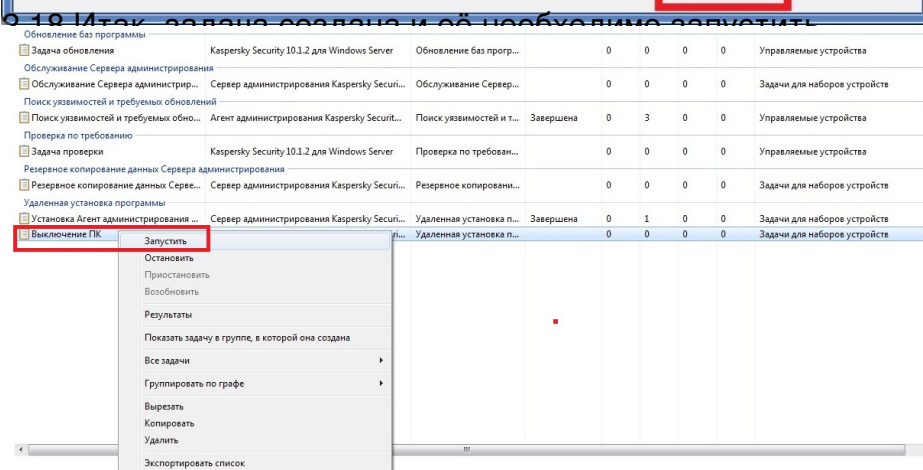 2.18 Итак, задача создана и её необходимо запустить
Обновление баз программы
Задача обновления Kaspersky Security 10.1.2 для Windows Server Обновление баз прогр... 0 0 0 0 Управляемые устройства
Обслуживание Сервера администрирования
Обслуживание Сервера администрир... Сервер администрирования Kaspersky Securi... Обслуживание Сервер... 0 0 0 0 Задачи для наборов устройств
Поиск уязвимостей и требуемых обновлений
Поиск уязвимостей и требуемых обно... Агент администрирования Kaspersky Securit... Поиск уязвимостей и т... Завершена 0 3 0 0 Управляемые устройства
Проверка по требованию
Задача проверки Kaspersky Security 10.1.2 для Windows Server Проверка по требован... 0 0 0 0 Управляемые устройства
Резервное копирование данных Сервера администрирования
Резервное копирование данных Серве... Сервер администрирования Kaspersky Securi... Резервное копировани... 0 0 0 0 Задачи для наборов устройств
Удаленная установка программы
Установка Агент администрирования ... Сервер администрирования Kaspersky Securi... Удаленная установка п... Завершена 0 1 0 0 Задачи для наборов устройств
Выключение ПК ri... Удаленная установка п... 0 0 0 0 Задачи для наборов устройств
Запустить
Остановить
Приостановить
Возобновить
Результаты
Показать задачу в группе, в которой она создана
Все задачи
Группировать по графе
Вырезать
Копировать
Удалить
Экспортировать список